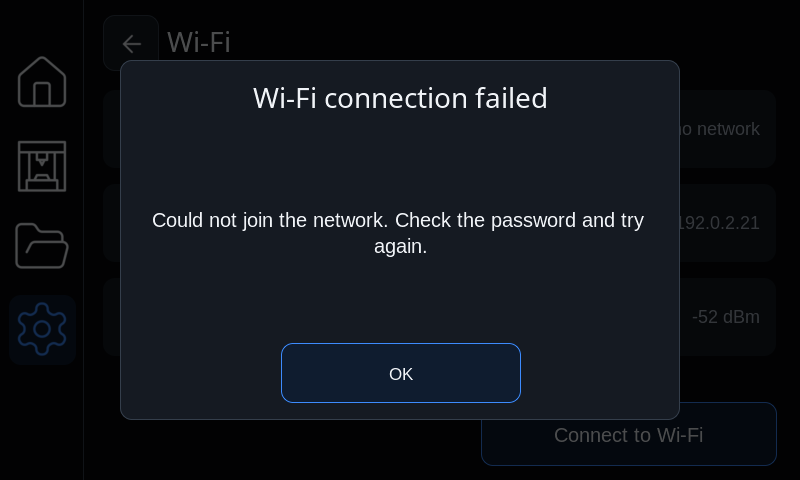 Wi-Fi
Wi-Fi connection failed
network
Could not join the network. Check the password and try
again.
192.0.2.21
-52 dBm
OK
Connect to Wi-Fi